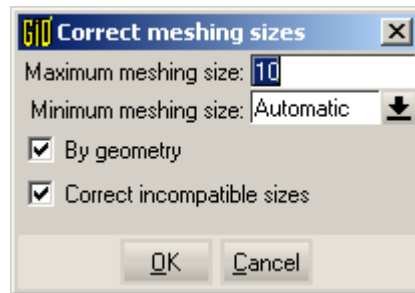 GiD Correct meshing sizes
Maximum meshing size: 10
Minimum meshing size: Automatic
By geometry
Correct incompatible sizes
OK Cancel